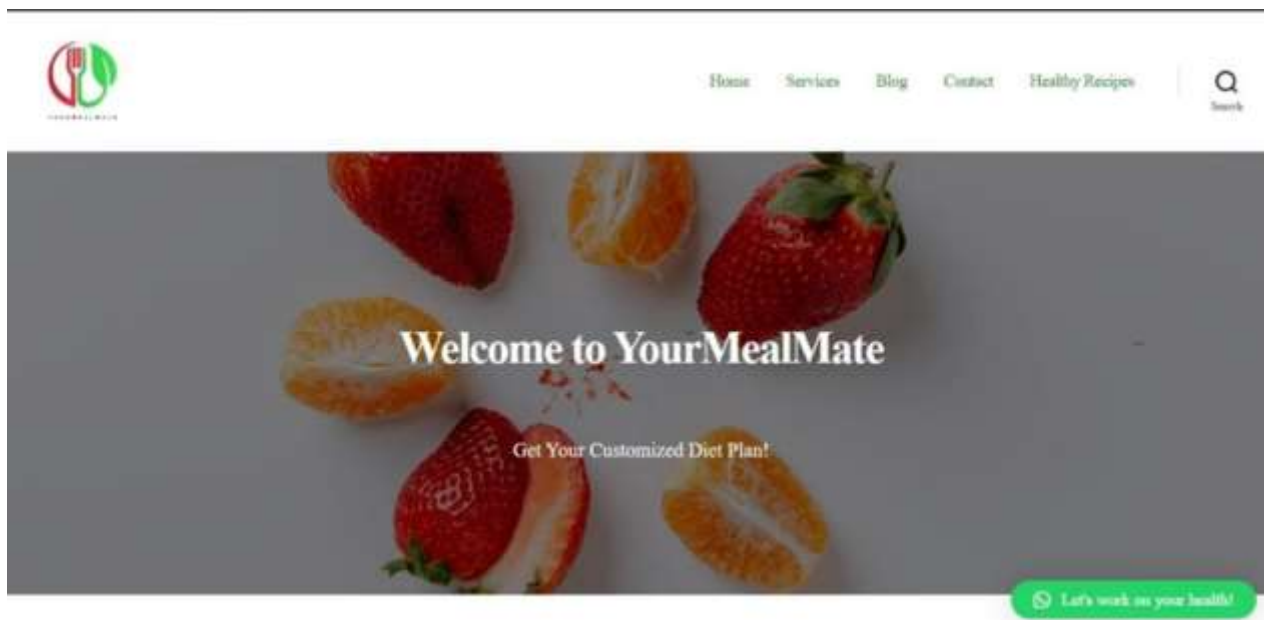 Home Services Blog Contact Healthy Recipes
Search
Welcome to YourMealMate
Get Your Customized Diet Plan!
Let's work on your health!